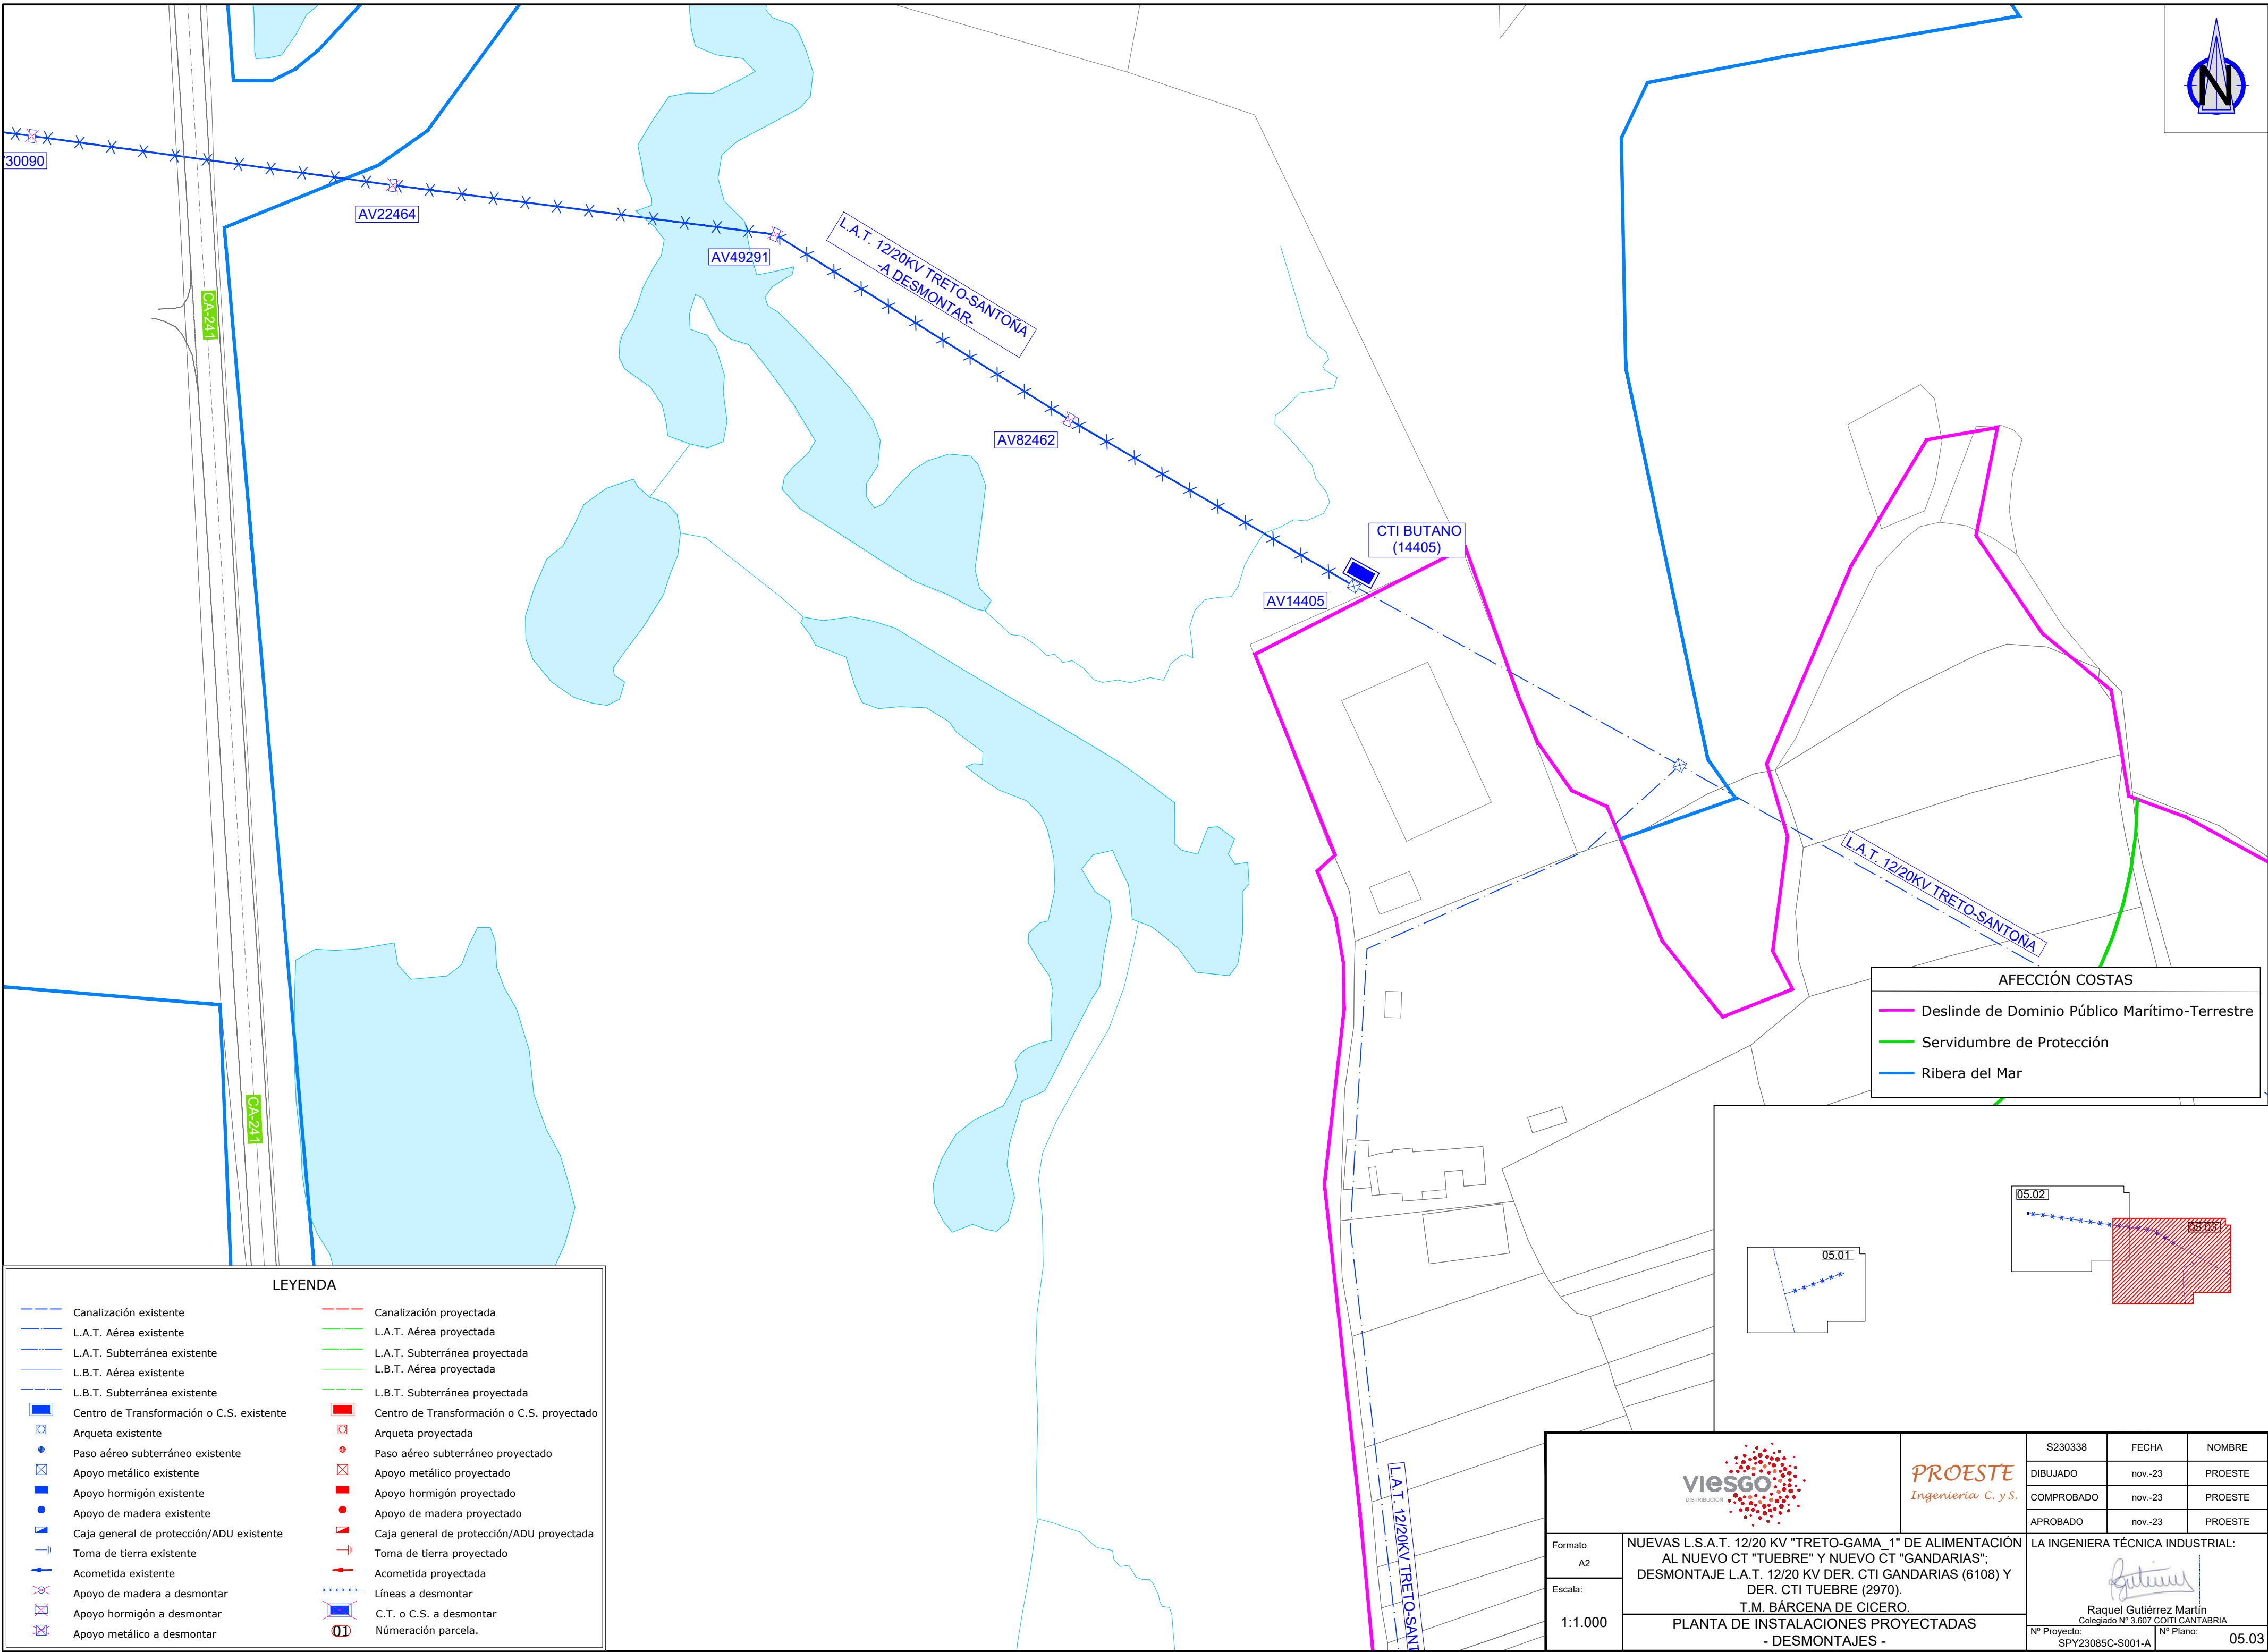 N
'30090
AV22464
AV49291
L.A.T. 12/20KV TRETO-SANTOÑA
-A DESMONTAR-
CA-241
AV82462
CTI BUTANO
(14405)
AV14405
L.A.T. 12/20KV TRETO-SANTOÑA
AFECCIÓN COSTAS
Deslinde de Dominio Público Marítimo-Terrestre
Servidumbre de Protección
Ribera del Mar
CA-241
05.02
05.03
05.01
LEYENDA
Canalización existente
L.A.T. Aérea existente
L.A.T. Subterránea existente
L.B.T. Aérea existente
L.B.T. Subterránea existente
Centro de Transformación o C.S. existente
Arqueta existente
Paso aéreo subterráneo existente
Apoyo metálico existente
Apoyo hormigón existente
Apoyo de madera existente
Caja general de protección/ADU existente
Toma de tierra existente
Acometida existente
Apoyo de madera a desmontar
Apoyo hormigón a desmontar
Apoyo metálico a desmontar
Canalización proyectada
L.A.T. Aérea proyectada
L.A.T. Subterránea proyectada
L.B.T. Aérea proyectada
L.B.T. Subterránea proyectada
Centro de Transformación o C.S. proyectado
Arqueta proyectada
Paso aéreo subterráneo proyectado
Apoyo metálico proyectado
Apoyo hormigón proyectado
Apoyo de madera proyectado
Caja general de protección/ADU proyectada
Toma de tierra proyectado
Acometida proyectada
Líneas a desmontar
C.T. o C.S. a desmontar
01 Númeración parcela.
L.A.T. 12/20KV TRETO-SANT
viesgo
DISTRIBUCIÓN
PROESTE
Ingeniería C. y S.
S230338 FECHA NOMBRE
DIBUJADO nov.-23 PROESTE
COMPROBADO nov.-23 PROESTE
APROBADO nov.-23 PROESTE
Formato
A2
Escala:
1:1.000
NUEVAS L.S.A.T. 12/20 KV "TRETO-GAMA_1" DE ALIMENTACIÓN
AL NUEVO CT "TUEBRE" Y NUEVO CT "GANDARIAS";
DESMONTAJE L.A.T. 12/20 KV DER. CTI GANDARIAS (6108) Y
DER. CTI TUEBRE (2970).
T.M. BÁRCENA DE CICERO.
PLANTA DE INSTALACIONES PROYECTADAS
- DESMONTAJES -
LA INGENIERA TÉCNICA INDUSTRIAL:
Raquel Gutiérrez Martín
Colegiado Nº 3.607 COITI CANTABRIA
Nº Proyecto:
SPY23085C-S001-A
Nº Plano:
05.03